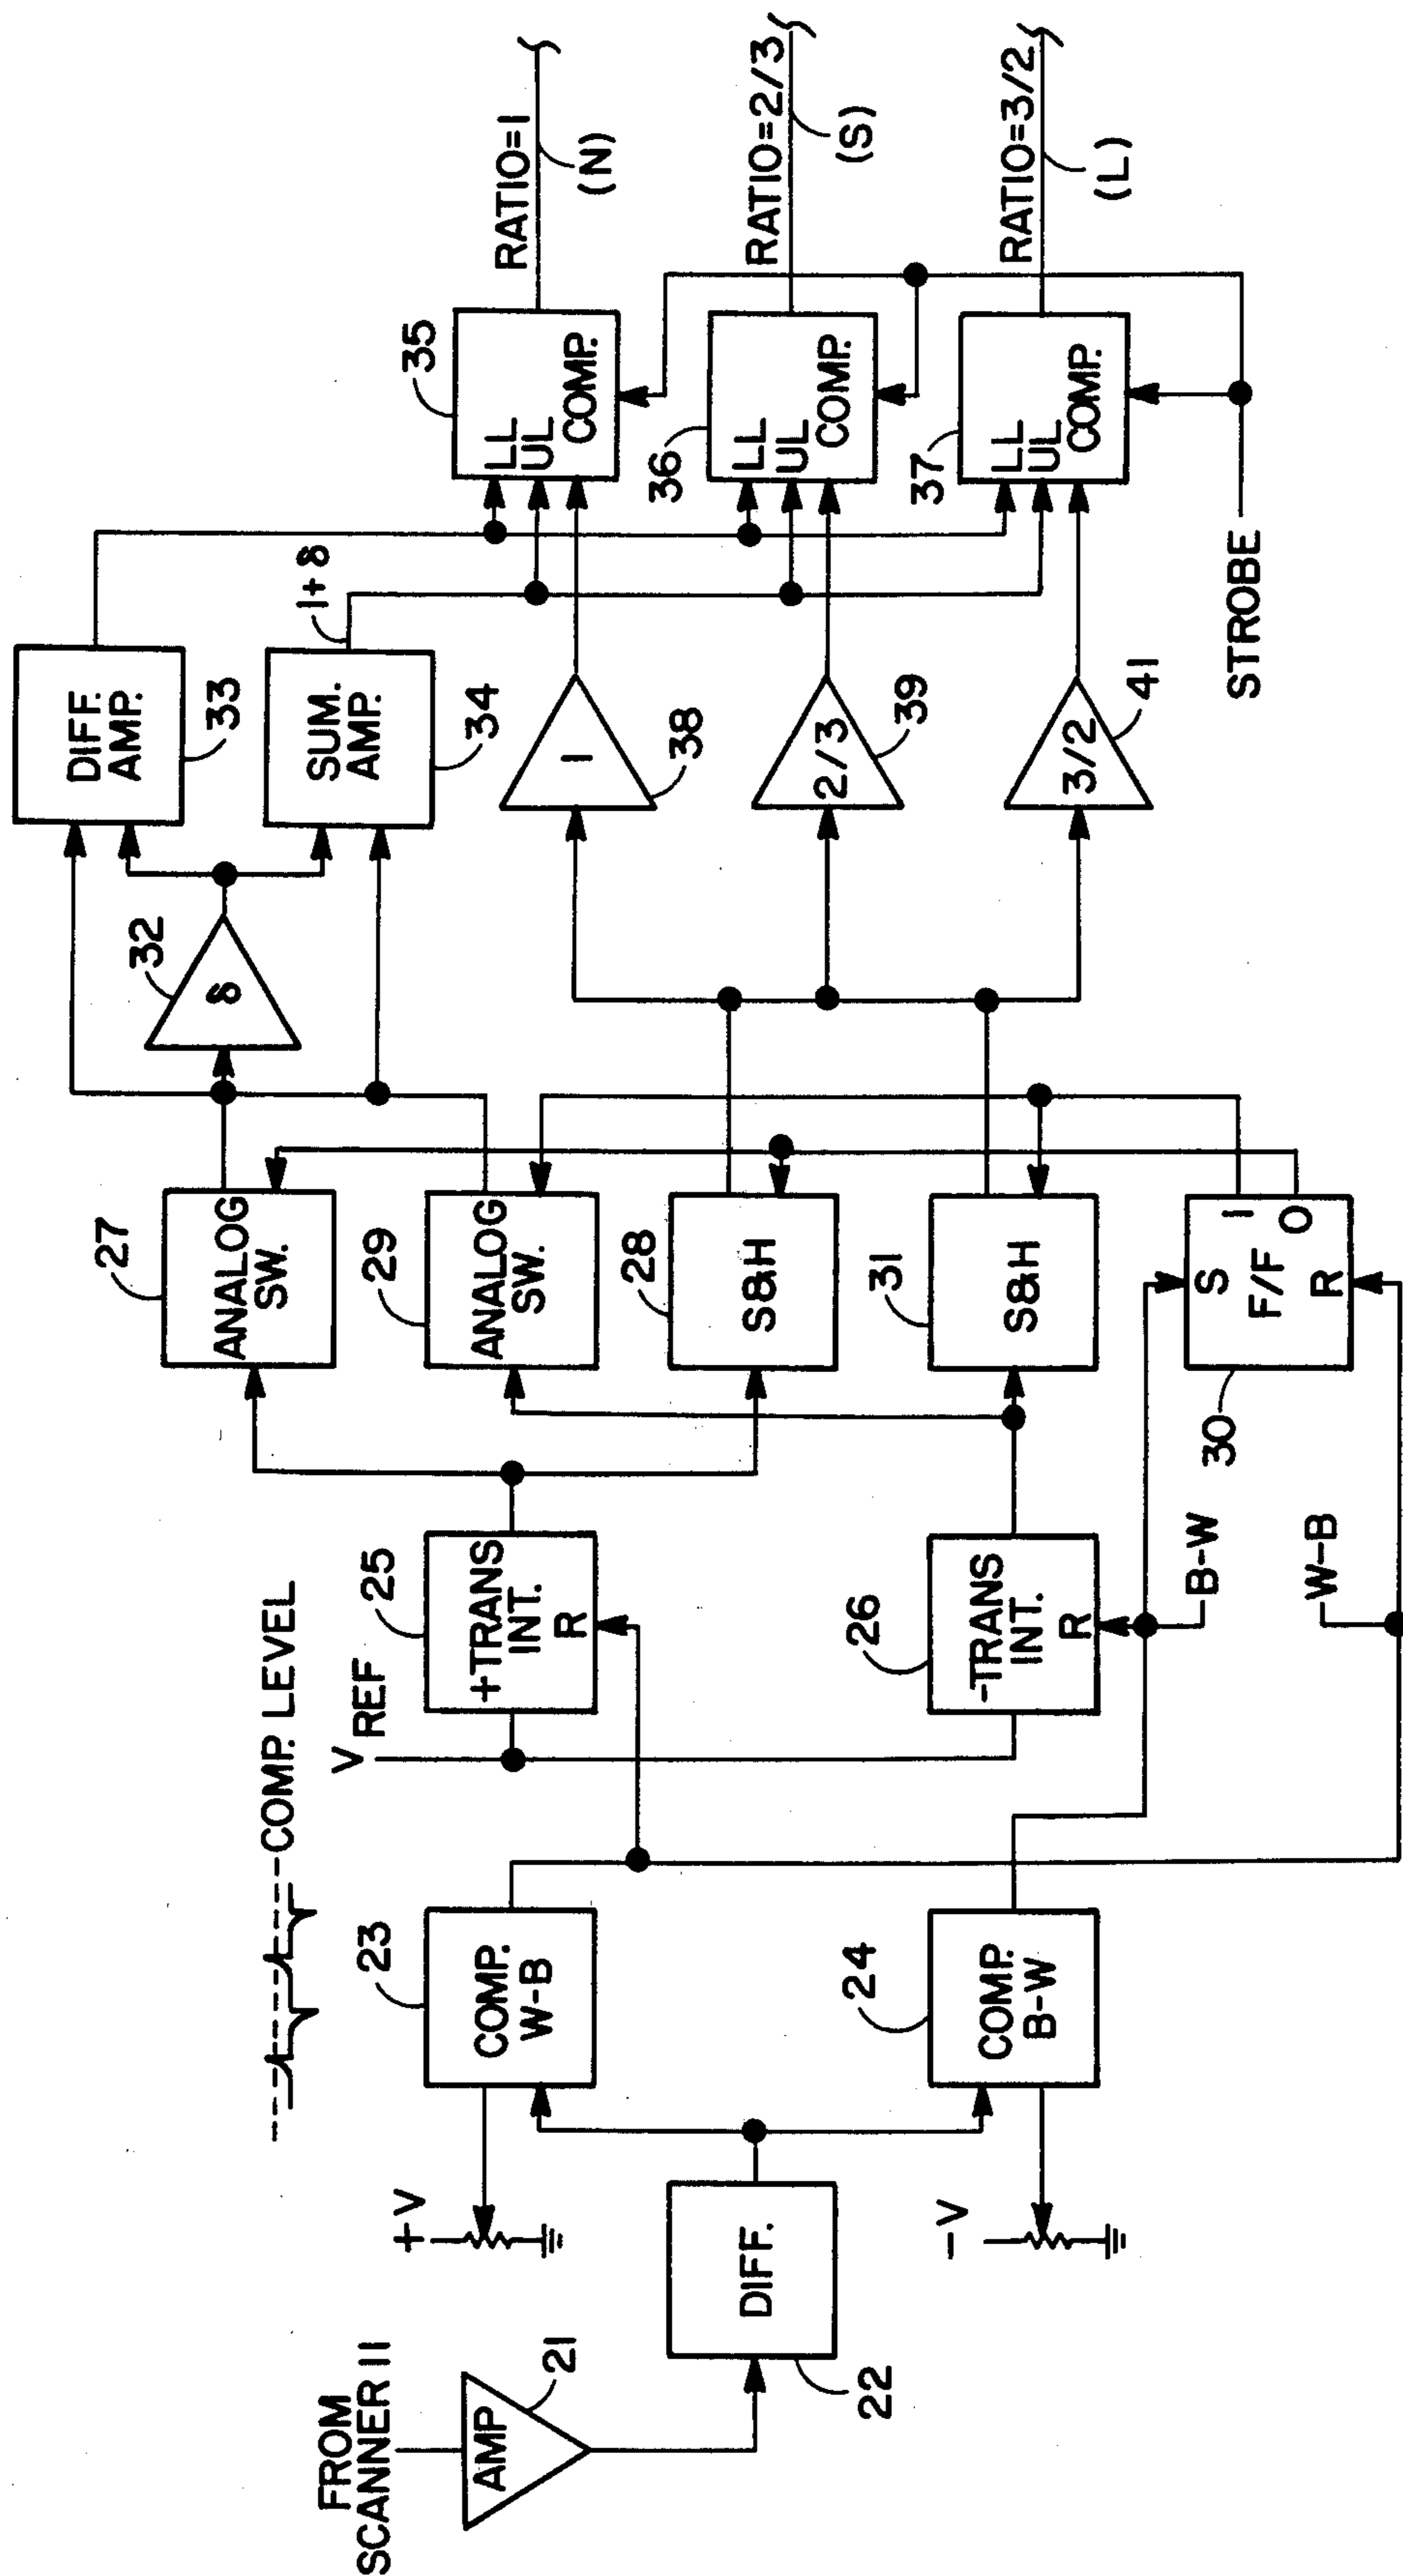 FROM
SCANNER 11
AMP
21
DIFF.
22
+V
-V
COMP. LEVEL
COMP.
W-B
23
COMP.
B-W
24
V REF
+TRANS
INT.
R
25
-TRANS
INT.
R
26
B-W
W-B
ANALOG
SW.
27
ANALOG
SW.
29
S&H
28
S&H
31
S
F/F
R
1
0
30
δ
32
DIFF.
AMP.
33
SUM.
AMP.
34
1+δ
1
38
2/3
39
3/2
41
LL
UL
COMP.
35
LL
UL
COMP.
36
LL
UL
COMP.
37
STROBE
RATIO=1
(N)
RATIO=2/3
(S)
RATIO=3/2
(L)